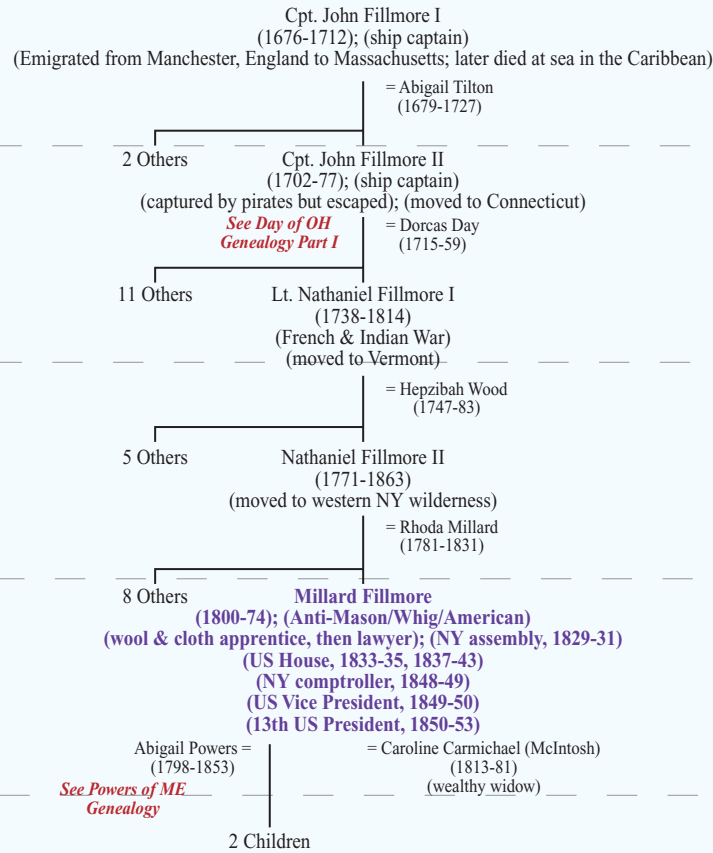 Cpt. John Fillmore I
(1676-1712); (ship captain)
(Emigrated from Manchester, England to Massachusetts; later died at sea in the Caribbean)
= Abigail Tilton
(1679-1727)
2 Others
Cpt. John Fillmore II
(1702-77); (ship captain)
(captured by pirates but escaped); (moved to Connecticut)
See Day of OH
Genealogy Part I
= Dorcas Day
(1715-59)
11 Others
Lt. Nathaniel Fillmore I
(1738-1814)
(French & Indian War)
(moved to Vermont)
= Hepzibah Wood
(1747-83)
5 Others
Nathaniel Fillmore II
(1771-1863)
(moved to western NY wilderness)
= Rhoda Millard
(1781-1831)
8 Others
Millard Fillmore
(1800-74); (Anti-Mason/Whig/American)
(wool & cloth apprentice, then lawyer); (NY assembly, 1829-31)
(US House, 1833-35, 1837-43)
(NY comptroller, 1848-49)
(US Vice President, 1849-50)
(13th US President, 1850-53)
Abigail Powers =
(1798-1853)
= Caroline Carmichael (McIntosh)
(1813-81)
(wealthy widow)
See Powers of ME
Genealogy
2 Children